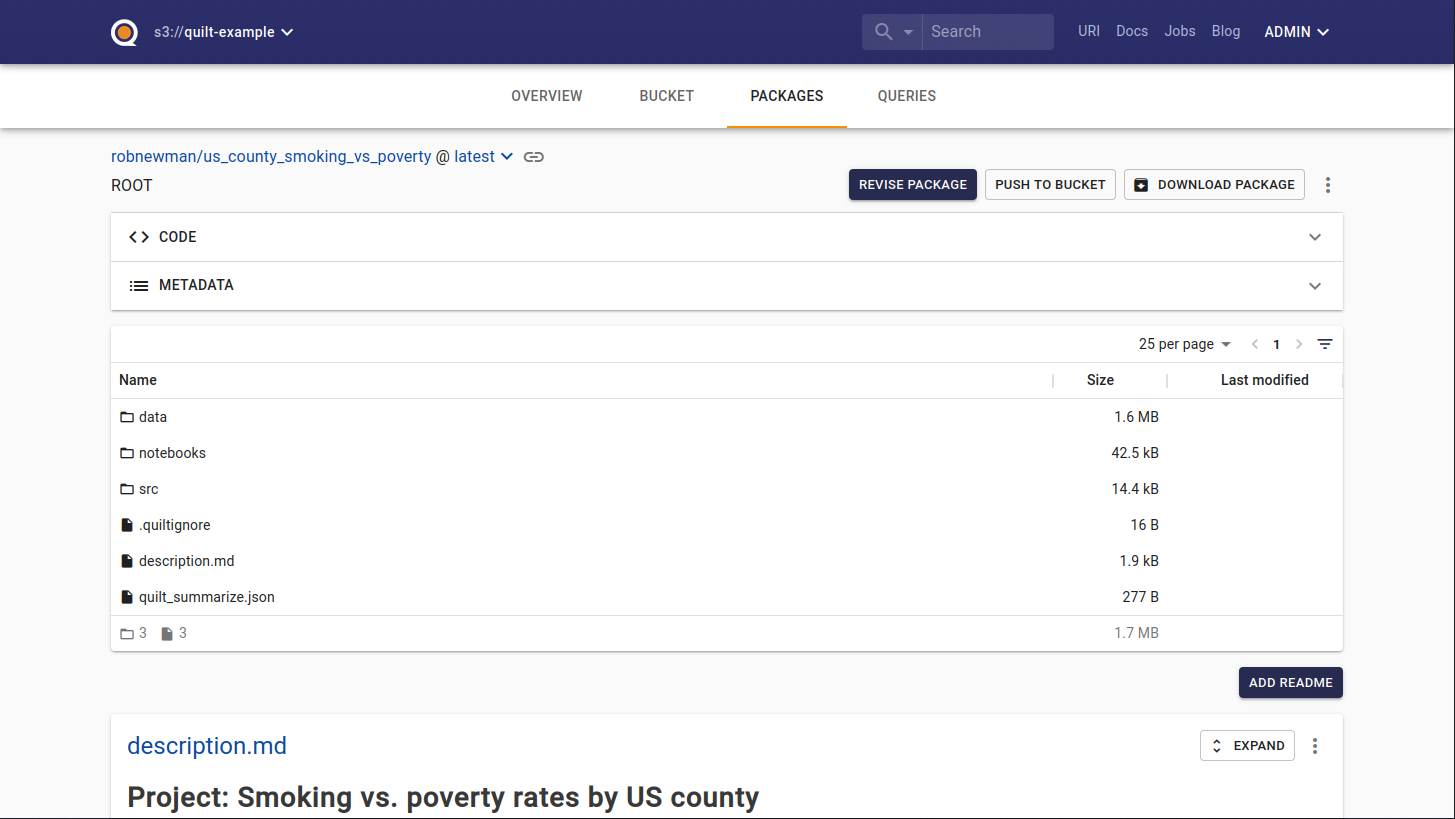 s3://quilt-example Search URI Docs Jobs Blog ADMIN
OVERVIEW BUCKET PACKAGES QUERIES
robnewman/us_county_smoking_vs_poverty @ latest
ROOT REVISE PACKAGE PUSH TO BUCKET DOWNLOAD PACKAGE
CODE
METADATA
25 per page 1
Name Size Last modified
data 1.6 MB
notebooks 42.5 kB
src 14.4 kB
.quiltignore 16 B
description.md 1.9 kB
quilt_summarize.json 277 B
3 3 1.7 MB
ADD README
description.md EXPAND
Project: Smoking vs. poverty rates by US county